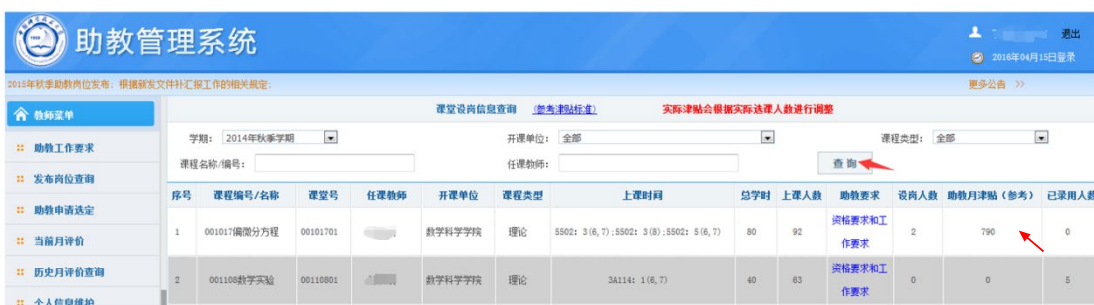 助教管理系统
退出
2016年04月15日登录
2015年秋季助教岗位发布：根据颁发文件补汇报工作的相关规定：
更多公告 >>
教师菜单
助教工作要求
发布岗位查询
助教申请选定
当前月评价
历史月评价查询
个人信息维护
课堂设岗信息查询 (参考津贴标准) 实际津贴会根据实际选课人数进行调整
学期： 2014年秋季学期 开课单位： 全部 课程类型： 全部
课程名称/编号： 任课教师： 查询
序号 课程编号/名称 课堂号 任课教师 开课单位 课程类型 上课时间 总学时 上课人数 助教要求 设岗人数 助教月津贴（参考） 已录用人数
1 001017偏微分方程 00101701 数学科学学院 理论 5502: 3(6,7);5502: 3(8);5502: 5(6,7) 80 92 资格要求和工作要求 2 790 0
2 001108数学实验 00110801 数学科学学院 理论 3A114: 1(6,7) 40 63 资格要求和工作要求 0 0 5